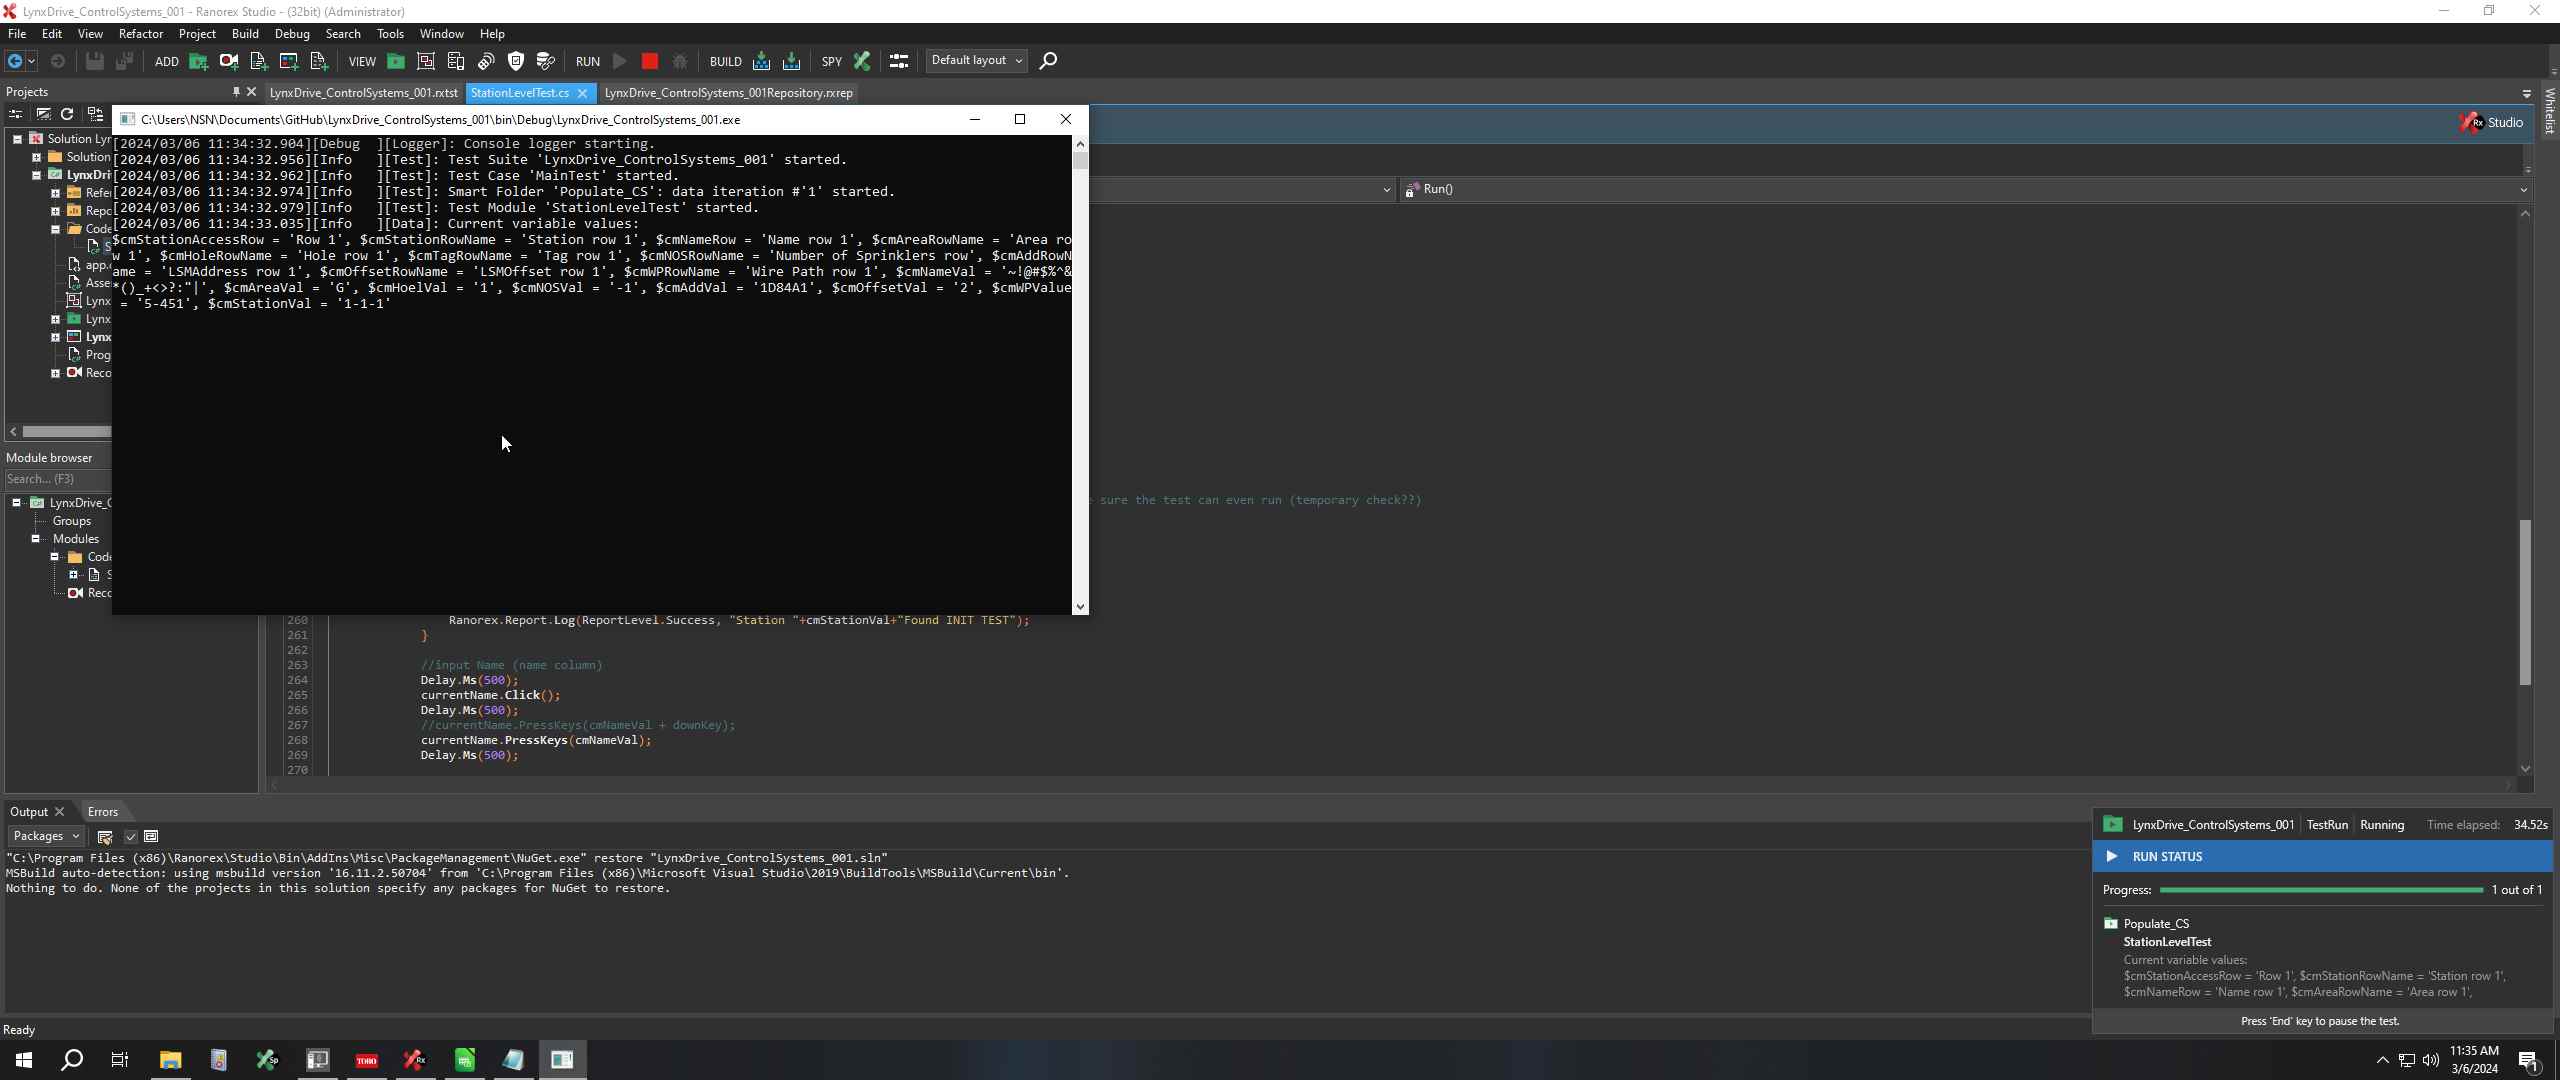 LynxDrive_ControlSystems_001 - Ranorex Studio - (32bit) (Administrator)
File Edit View Refactor Project Build Debug Search Tools Window Help
ADD VIEW RUN BUILD SPY Default layout
Projects
LynxDrive_ControlSystems_001.rxtst StationLevelTest.cs LynxDrive_ControlSystems_001Repository.rxrep
Whitelist
C:\Users\NSN\Documents\GitHub\LynxDrive_ControlSystems_001\bin\Debug\LynxDrive_ControlSystems_001.exe
Rx Studio
Run()
Solution Lyr
Solution
LynxDri
Refer
Repo
Code
S
app.c
Asse
Lynx
Lynx
Lynx
Prog
Reco
[2024/03/06 11:34:32.904][Debug  ][Logger]: Console logger starting.
[2024/03/06 11:34:32.956][Info   ][Test]: Test Suite 'LynxDrive_ControlSystems_001' started.
[2024/03/06 11:34:32.962][Info   ][Test]: Test Case 'MainTest' started.
[2024/03/06 11:34:32.974][Info   ][Test]: Smart Folder 'Populate_CS': data iteration #'1' started.
[2024/03/06 11:34:32.979][Info   ][Test]: Test Module 'StationLevelTest' started.
[2024/03/06 11:34:33.035][Info   ][Data]: Current variable values:
$cmStationAccessRow = 'Row 1', $cmStationRowName = 'Station row 1', $cmNameRow = 'Name row 1', $cmAreaRowName = 'Area ro
w 1', $cmHoleRowName = 'Hole row 1', $cmTagRowName = 'Tag row 1', $cmNOSRowName = 'Number of Sprinklers row', $cmAddRowN
ame = 'LSMAddress row 1', $cmOffsetRowName = 'LSMOffset row 1', $cmWPRowName = 'Wire Path row 1', $cmNameVal = '~!@#$%^&
*()_+<>?:"|', $cmAreaVal = 'G', $cmHoelVal = '1', $cmNOSVal = '-1', $cmAddVal = '1D84A1', $cmOffsetVal = '2', $cmWPValue
 = '5-451', $cmStationVal = '1-1-1'
Module browser
Search... (F3)
LynxDrive_C
Groups
Modules
Code
S
Reco
e sure the test can even run (temporary check??)
260 Ranorex.Report.Log(ReportLevel.Success, "Station "+cmStationVal+"Found INIT TEST");
261 }
262
263 //input Name (name column)
264 Delay.Ms(500);
265 currentName.Click();
266 Delay.Ms(500);
267 //currentName.PressKeys(cmNameVal + downKey);
268 currentName.PressKeys(cmNameVal);
269 Delay.Ms(500);
270
Output Errors
Packages
"C:\Program Files (x86)\Ranorex\Studio\Bin\AddIns\Misc\PackageManagement\NuGet.exe" restore "LynxDrive_ControlSystems_001.sln"
MSBuild auto-detection: using msbuild version '16.11.2.50704' from 'C:\Program Files (x86)\Microsoft Visual Studio\2019\BuildTools\MSBuild\Current\bin'.
Nothing to do. None of the projects in this solution specify any packages for NuGet to restore.
LynxDrive_ControlSystems_001 TestRun Running Time elapsed: 34.52s
RUN STATUS
Progress: 1 out of 1
Populate_CS
StationLevelTest
Current variable values:
$cmStationAccessRow = 'Row 1', $cmStationRowName = 'Station row 1',
$cmNameRow = 'Name row 1', $cmAreaRowName = 'Area row 1',
Press 'End' key to pause the test.
Ready
Sp TORO Rx
11:35 AM
3/6/2024
1